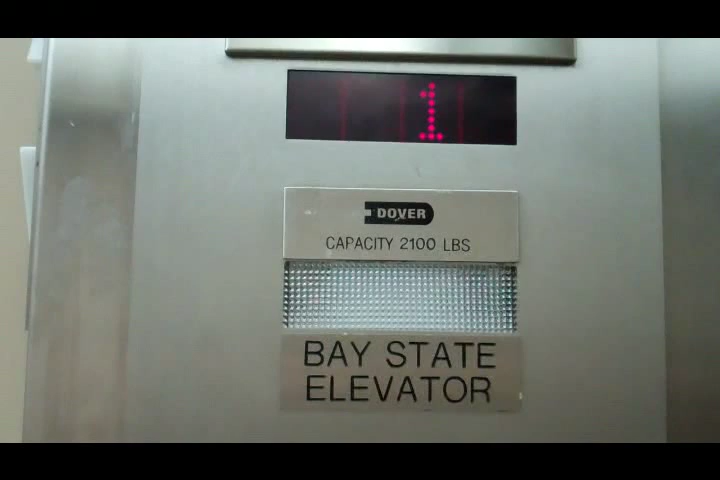 1
DOVER
CAPACITY 2100 LBS
BAY STATE
ELEVATOR